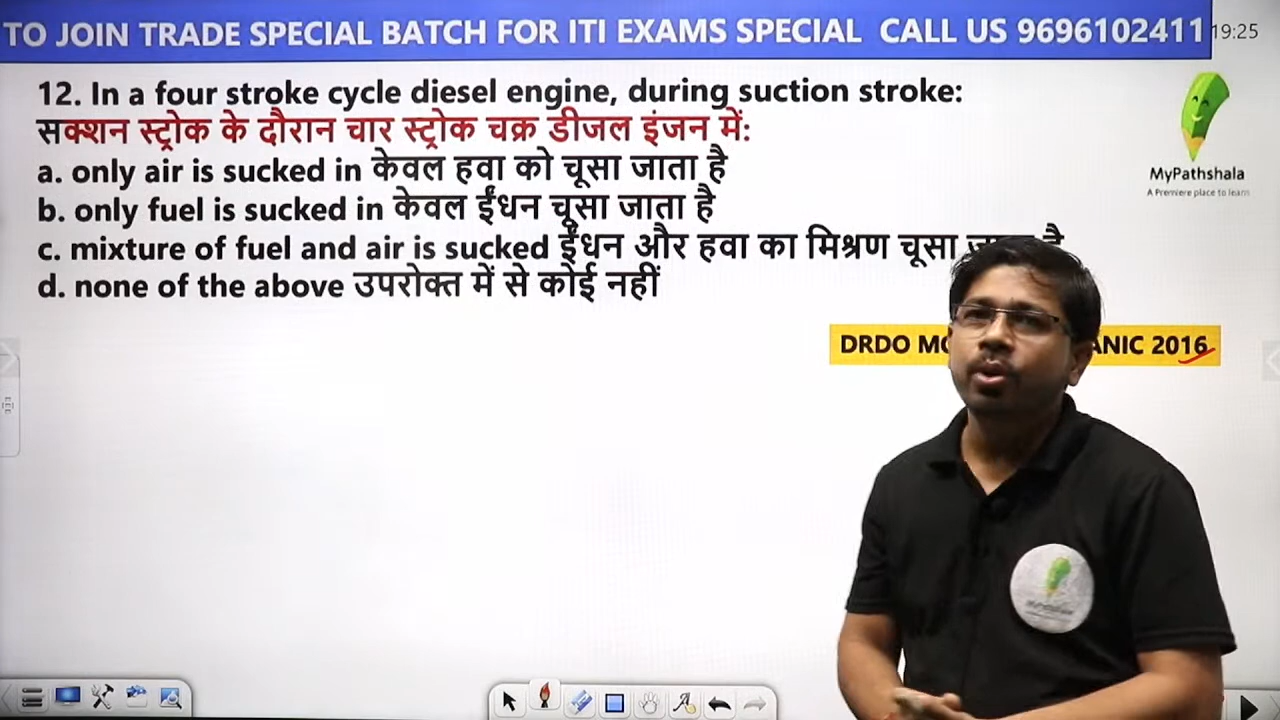 TO JOIN TRADE SPECIAL BATCH FOR ITI EXAMS SPECIAL CALL US 9696102411
19:25
12. In a four stroke cycle diesel engine, during suction stroke:
सक्शन स्ट्रोक के दौरान चार स्ट्रोक चक्र डीजल इंजन में:
a. only air is sucked in केवल हवा को चूसा जाता है
b. only fuel is sucked in केवल ईंधन चूसा जाता है
c. mixture of fuel and air is sucked ईंधन और हवा का मिश्रण चूसा है
d. none of the above उपरोक्त में से कोई नहीं
MyPathshala
A Premiere place to learn
DRDO 2016